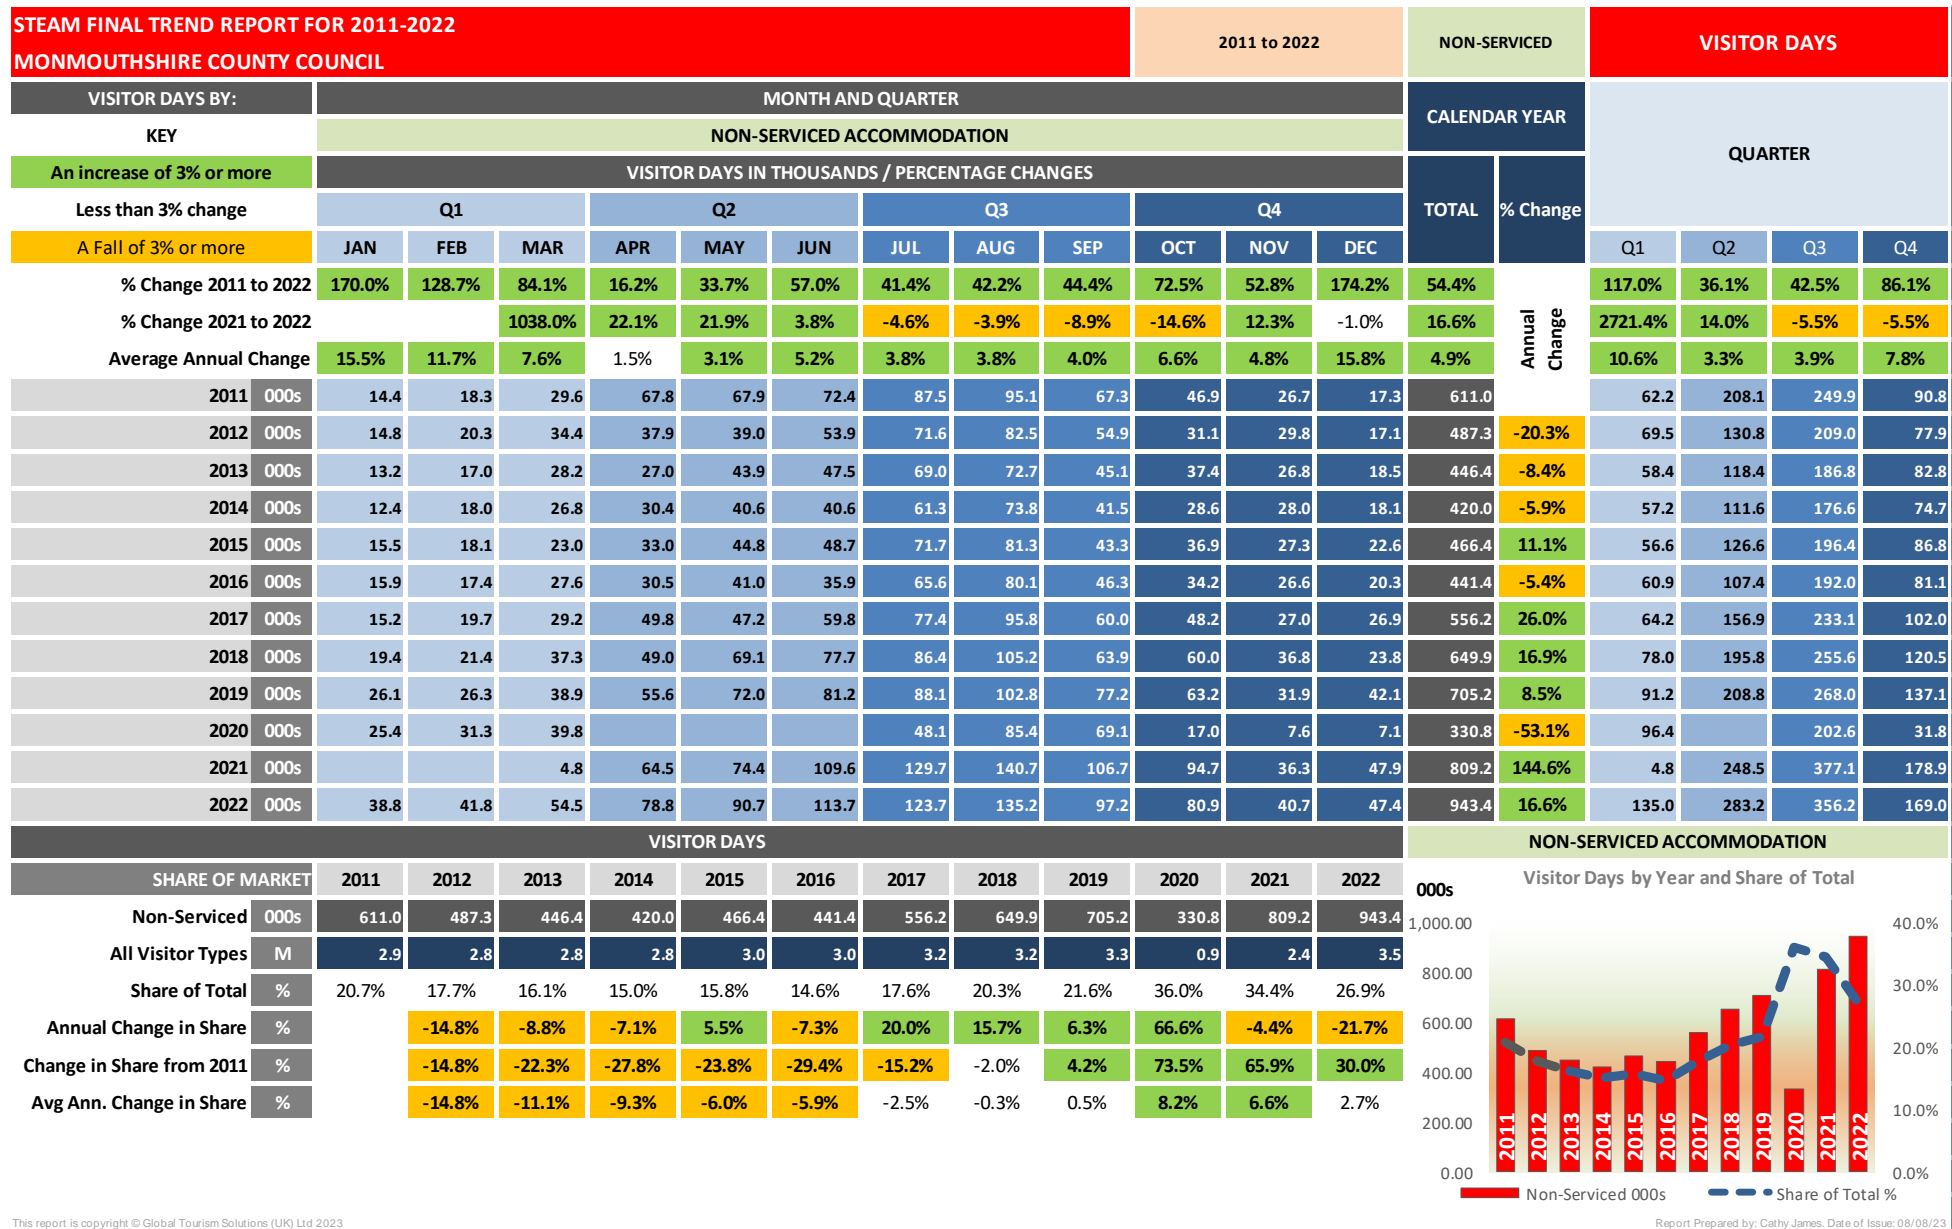 STEAM FINAL TREND REPORT FOR 2011-2022
MONMOUTHSHIRE COUNTY COUNCIL
2011 to 2022
NON-SERVICED
VISITOR DAYS
VISITOR DAYS BY:
MONTH AND QUARTER
CALENDAR YEAR
QUARTER
KEY
NON-SERVICED ACCOMMODATION
An increase of 3% or more
VISITOR DAYS IN THOUSANDS / PERCENTAGE CHANGES
TOTAL
% Change
Less than 3% change
Q1 Q2 Q3 Q4
A Fall of 3% or more
JAN FEB MAR APR MAY JUN JUL AUG SEP OCT NOV DEC Q1 Q2 Q3 Q4
% Change 2011 to 2022 170.0% 128.7% 84.1% 16.2% 33.7% 57.0% 41.4% 42.2% 44.4% 72.5% 52.8% 174.2% 54.4% 117.0% 36.1% 42.5% 86.1%
% Change 2021 to 2022 1038.0% 22.1% 21.9% 3.8% -4.6% -3.9% -8.9% -14.6% 12.3% -1.0% 16.6% 2721.4% 14.0% -5.5% -5.5%
Average Annual Change 15.5% 11.7% 7.6% 1.5% 3.1% 5.2% 3.8% 3.8% 4.0% 6.6% 4.8% 15.8% 4.9% 10.6% 3.3% 3.9% 7.8%
Annual
Change
2011 000s 14.4 18.3 29.6 67.8 67.9 72.4 87.5 95.1 67.3 46.9 26.7 17.3 611.0 62.2 208.1 249.9 90.8
2012 000s 14.8 20.3 34.4 37.9 39.0 53.9 71.6 82.5 54.9 31.1 29.8 17.1 487.3 -20.3% 69.5 130.8 209.0 77.9
2013 000s 13.2 17.0 28.2 27.0 43.9 47.5 69.0 72.7 45.1 37.4 26.8 18.5 446.4 -8.4% 58.4 118.4 186.8 82.8
2014 000s 12.4 18.0 26.8 30.4 40.6 40.6 61.3 73.8 41.5 28.6 28.0 18.1 420.0 -5.9% 57.2 111.6 176.6 74.7
2015 000s 15.5 18.1 23.0 33.0 44.8 48.7 71.7 81.3 43.3 36.9 27.3 22.6 466.4 11.1% 56.6 126.6 196.4 86.8
2016 000s 15.9 17.4 27.6 30.5 41.0 35.9 65.6 80.1 46.3 34.2 26.6 20.3 441.4 -5.4% 60.9 107.4 192.0 81.1
2017 000s 15.2 19.7 29.2 49.8 47.2 59.8 77.4 95.8 60.0 48.2 27.0 26.9 556.2 26.0% 64.2 156.9 233.1 102.0
2018 000s 19.4 21.4 37.3 49.0 69.1 77.7 86.4 105.2 63.9 60.0 36.8 23.8 649.9 16.9% 78.0 195.8 255.6 120.5
2019 000s 26.1 26.3 38.9 55.6 72.0 81.2 88.1 102.8 77.2 63.2 31.9 42.1 705.2 8.5% 91.2 208.8 268.0 137.1
2020 000s 25.4 31.3 39.8 48.1 85.4 69.1 17.0 7.6 7.1 330.8 -53.1% 96.4 202.6 31.8
2021 000s 4.8 64.5 74.4 109.6 129.7 140.7 106.7 94.7 36.3 47.9 809.2 144.6% 4.8 248.5 377.1 178.9
2022 000s 38.8 41.8 54.5 78.8 90.7 113.7 123.7 135.2 97.2 80.9 40.7 47.4 943.4 16.6% 135.0 283.2 356.2 169.0
VISITOR DAYS
SHARE OF MARKET 2011 2012 2013 2014 2015 2016 2017 2018 2019 2020 2021 2022
Non-Serviced 000s 611.0 487.3 446.4 420.0 466.4 441.4 556.2 649.9 705.2 330.8 809.2 943.4
All Visitor Types M 2.9 2.8 2.8 2.8 3.0 3.0 3.2 3.2 3.3 0.9 2.4 3.5
Share of Total % 20.7% 17.7% 16.1% 15.0% 15.8% 14.6% 17.6% 20.3% 21.6% 36.0% 34.4% 26.9%
Annual Change in Share % -14.8% -8.8% -7.1% 5.5% -7.3% 20.0% 15.7% 6.3% 66.6% -4.4% -21.7%
Change in Share from 2011 % -14.8% -22.3% -27.8% -23.8% -29.4% -15.2% -2.0% 4.2% 73.5% 65.9% 30.0%
Avg Ann. Change in Share % -14.8% -11.1% -9.3% -6.0% -5.9% -2.5% -0.3% 0.5% 8.2% 6.6% 2.7%
NON-SERVICED ACCOMMODATION
Visitor Days by Year and Share of Total
000s
1,000.00 40.0%
800.00
30.0%
600.00
20.0%
400.00
10.0%
200.00
0.00 0.0%
2011 2012 2013 2014 2015 2016 2017 2018 2019 2020 2021 2022
Non-Serviced 000s Share of Total %
This report is copyright © Global Tourism Solutions (UK) Ltd 2023
Report Prepared by: Cathy James. Date of Issue: 08/08/23